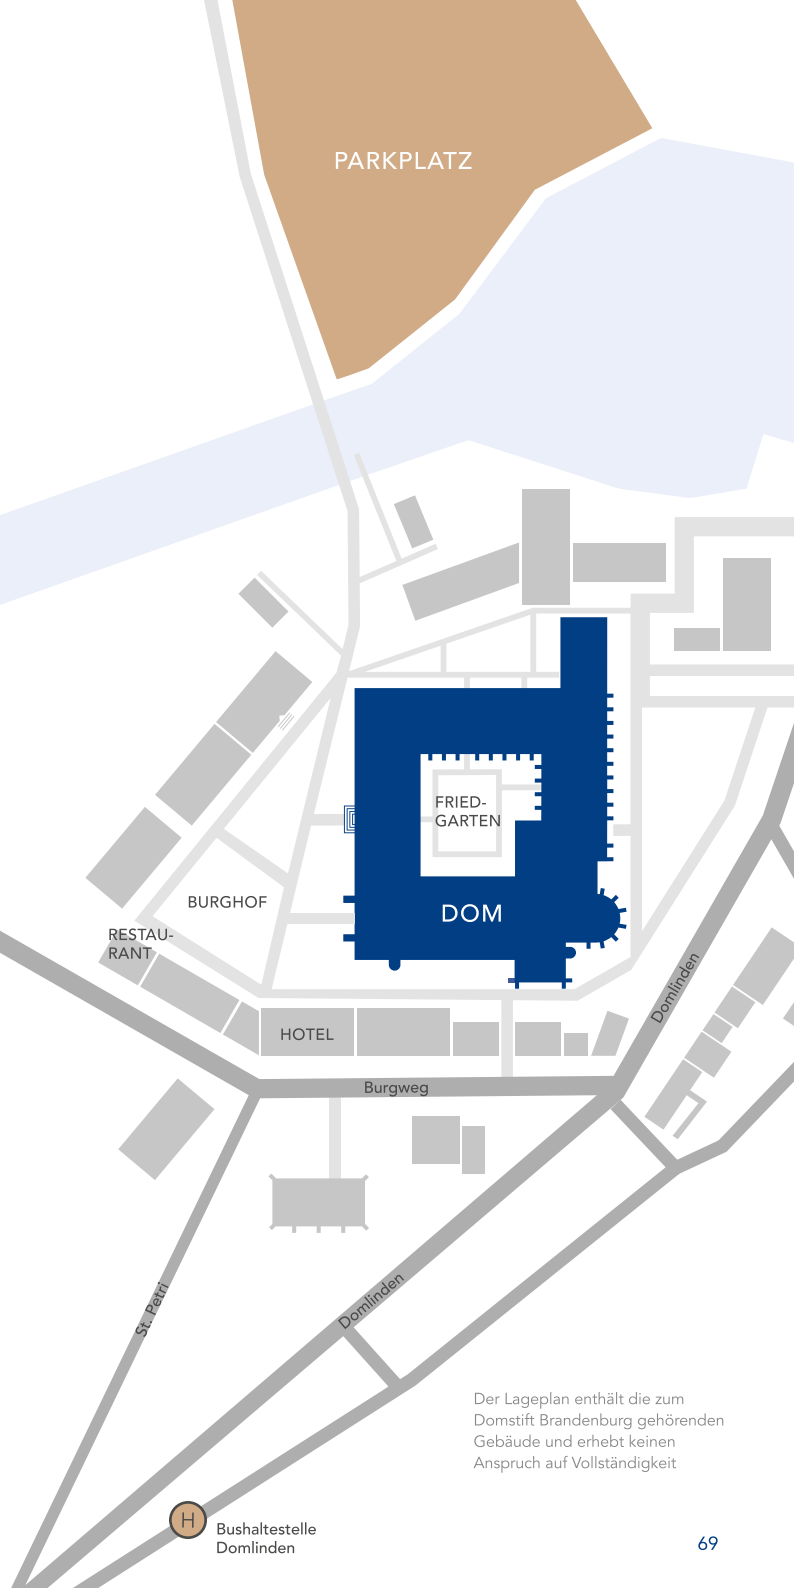 PARKPLATZ
FRIED-
GARTEN
BURGHOF
DOM
RESTAU-
RANT
HOTEL
Domlinden
Burgweg
St. Petri
Domlinden
Der Lageplan enthält die zum
Domstift Brandenburg gehörenden
Gebäude und erhebt keinen
Anspruch auf Vollständigkeit
H
Bushaltestelle
Domlinden
69